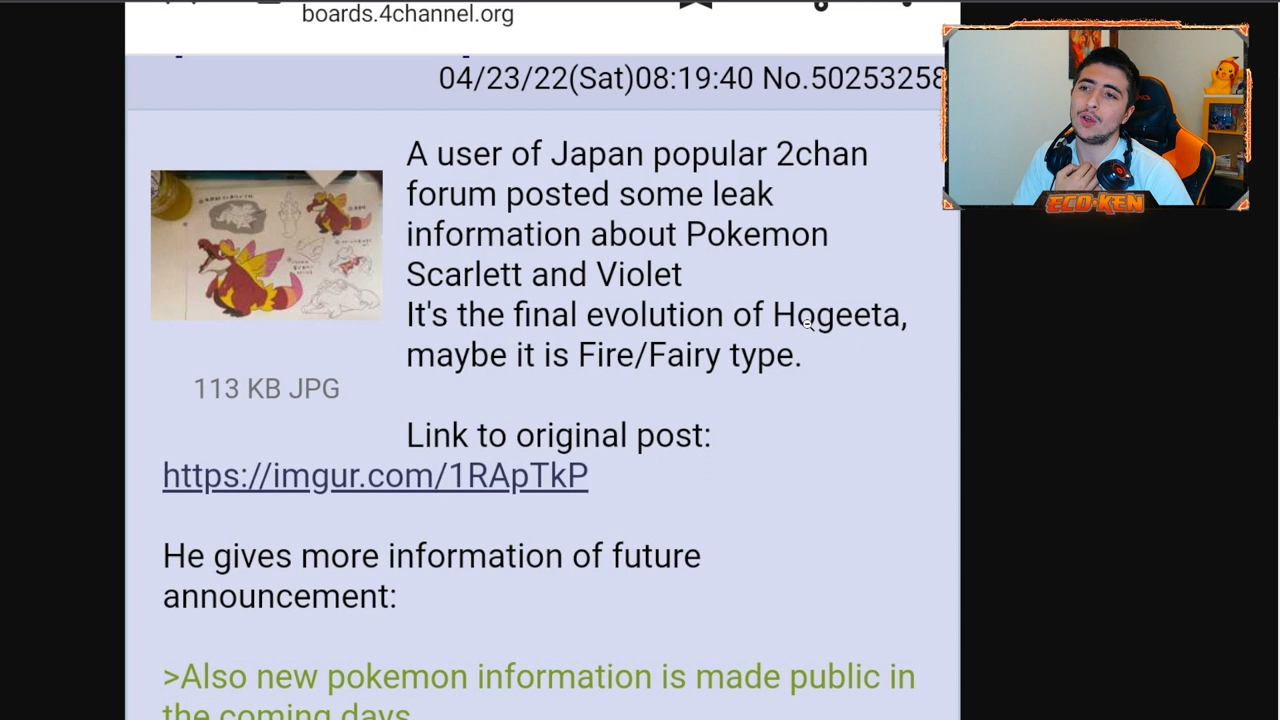 boards.4channel.org
04/23/22(Sat)08:19:40 No.50253258
A user of Japan popular 2chan
forum posted some leak
information about Pokemon
Scarlett and Violet
It's the final evolution of Hogeeta,
maybe it is Fire/Fairy type.
113 KB JPG
Link to original post:
https://imgur.com/1RApTkP
He gives more information of future
announcement:
>Also new pokemon information is made public in
the coming days
ECO-KEN